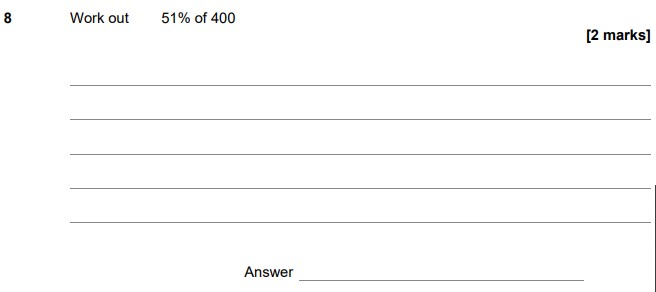 8 Work out 51% of 400
[2 marks]
Answer